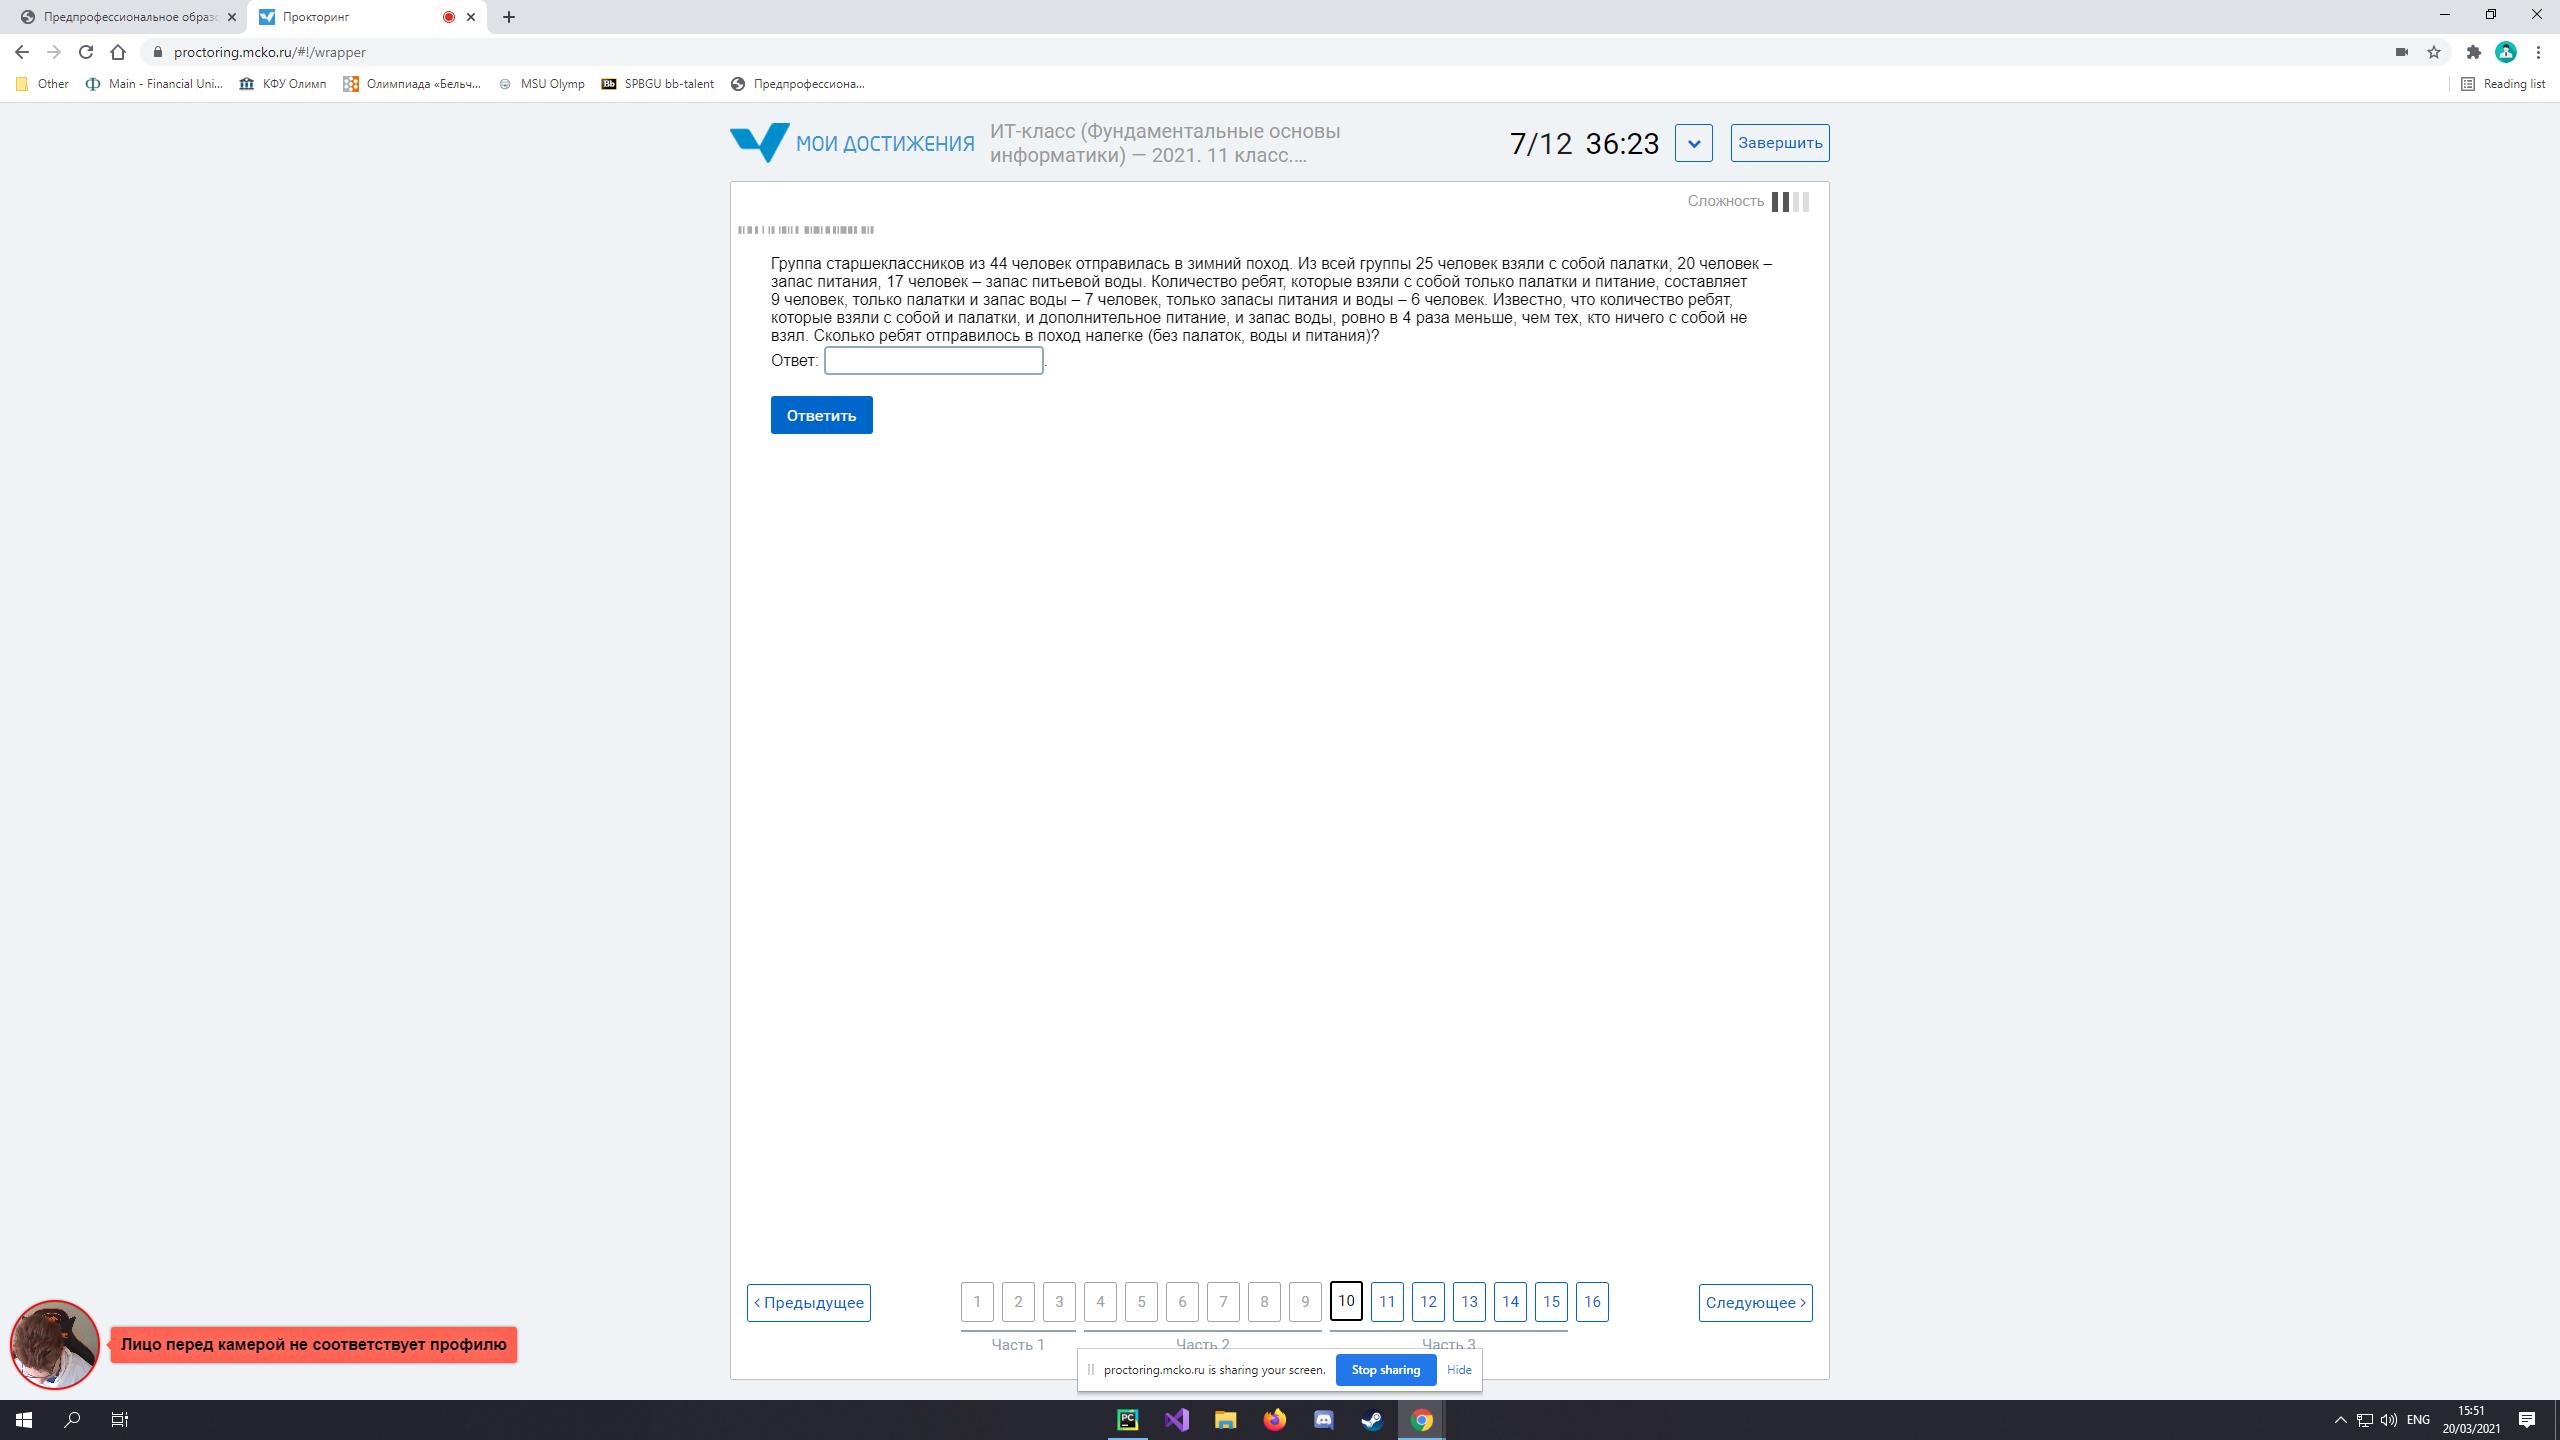 Предпрофессиональное образо
Прокторинг
proctoring.mcko.ru/#!/wrapper
Other
Main - Financial Uni...
КФУ Олимп
Олимпиада «Бельч...
MSU Olymp
Bb
SPBGU bb-talent
Предпрофессиона...
Reading list
МОИ ДОСТИЖЕНИЯ
ИТ-класс (Фундаментальные основы
информатики) — 2021. 11 класс....
7/12 36:23
Завершить
Сложность
Группа старшеклассников из 44 человек отправилась в зимний поход. Из всей группы 25 человек взяли с собой палатки, 20 человек –
запас питания, 17 человек – запас питьевой воды. Количество ребят, которые взяли с собой только палатки и питание, составляет
9 человек, только палатки и запас воды – 7 человек, только запасы питания и воды – 6 человек. Известно, что количество ребят,
которые взяли с собой и палатки, и дополнительное питание, и запас воды, ровно в 4 раза меньше, чем тех, кто ничего с собой не
взял. Сколько ребят отправилось в поход налегке (без палаток, воды и питания)?
Ответ: .
Ответить
< Предыдущее
1 2 3 4 5 6 7 8 9 10 11 12 13 14 15 16
Следующее >
Часть 1
Часть 2
Часть 3
Лицо перед камерой не соответствует профилю
proctoring.mcko.ru is sharing your screen.
Stop sharing
Hide
PC
ENG
15:51
20/03/2021